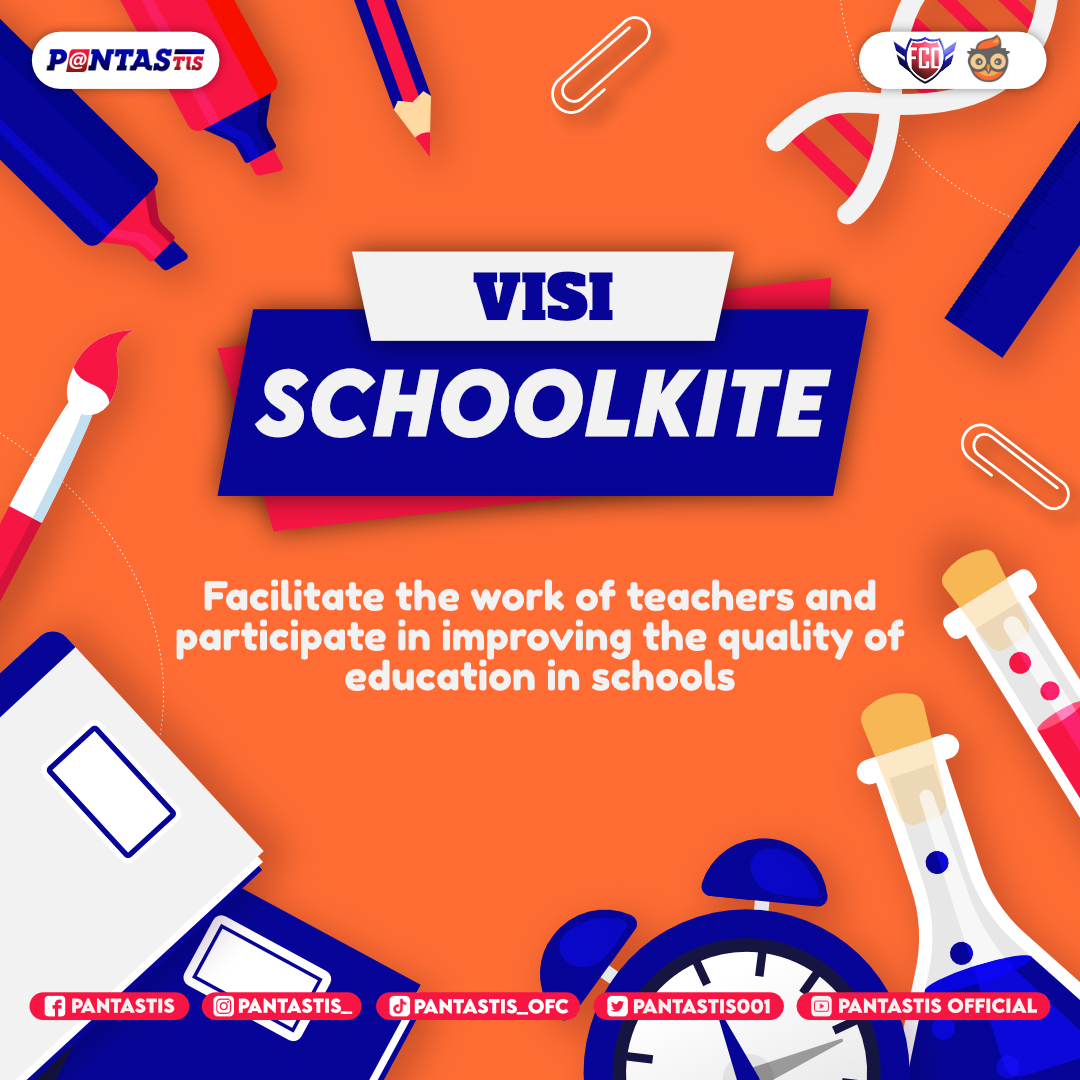 P@NTASTIS
FCO
VISI
SCHOOLKITE
Facilitate the work of teachers and
participate in improving the quality of
education in schools
PANTASTIS
PANTASTIS_
PANTASTIS_OFC
PANTASTIS001
PANTASTIS OFFICIAL